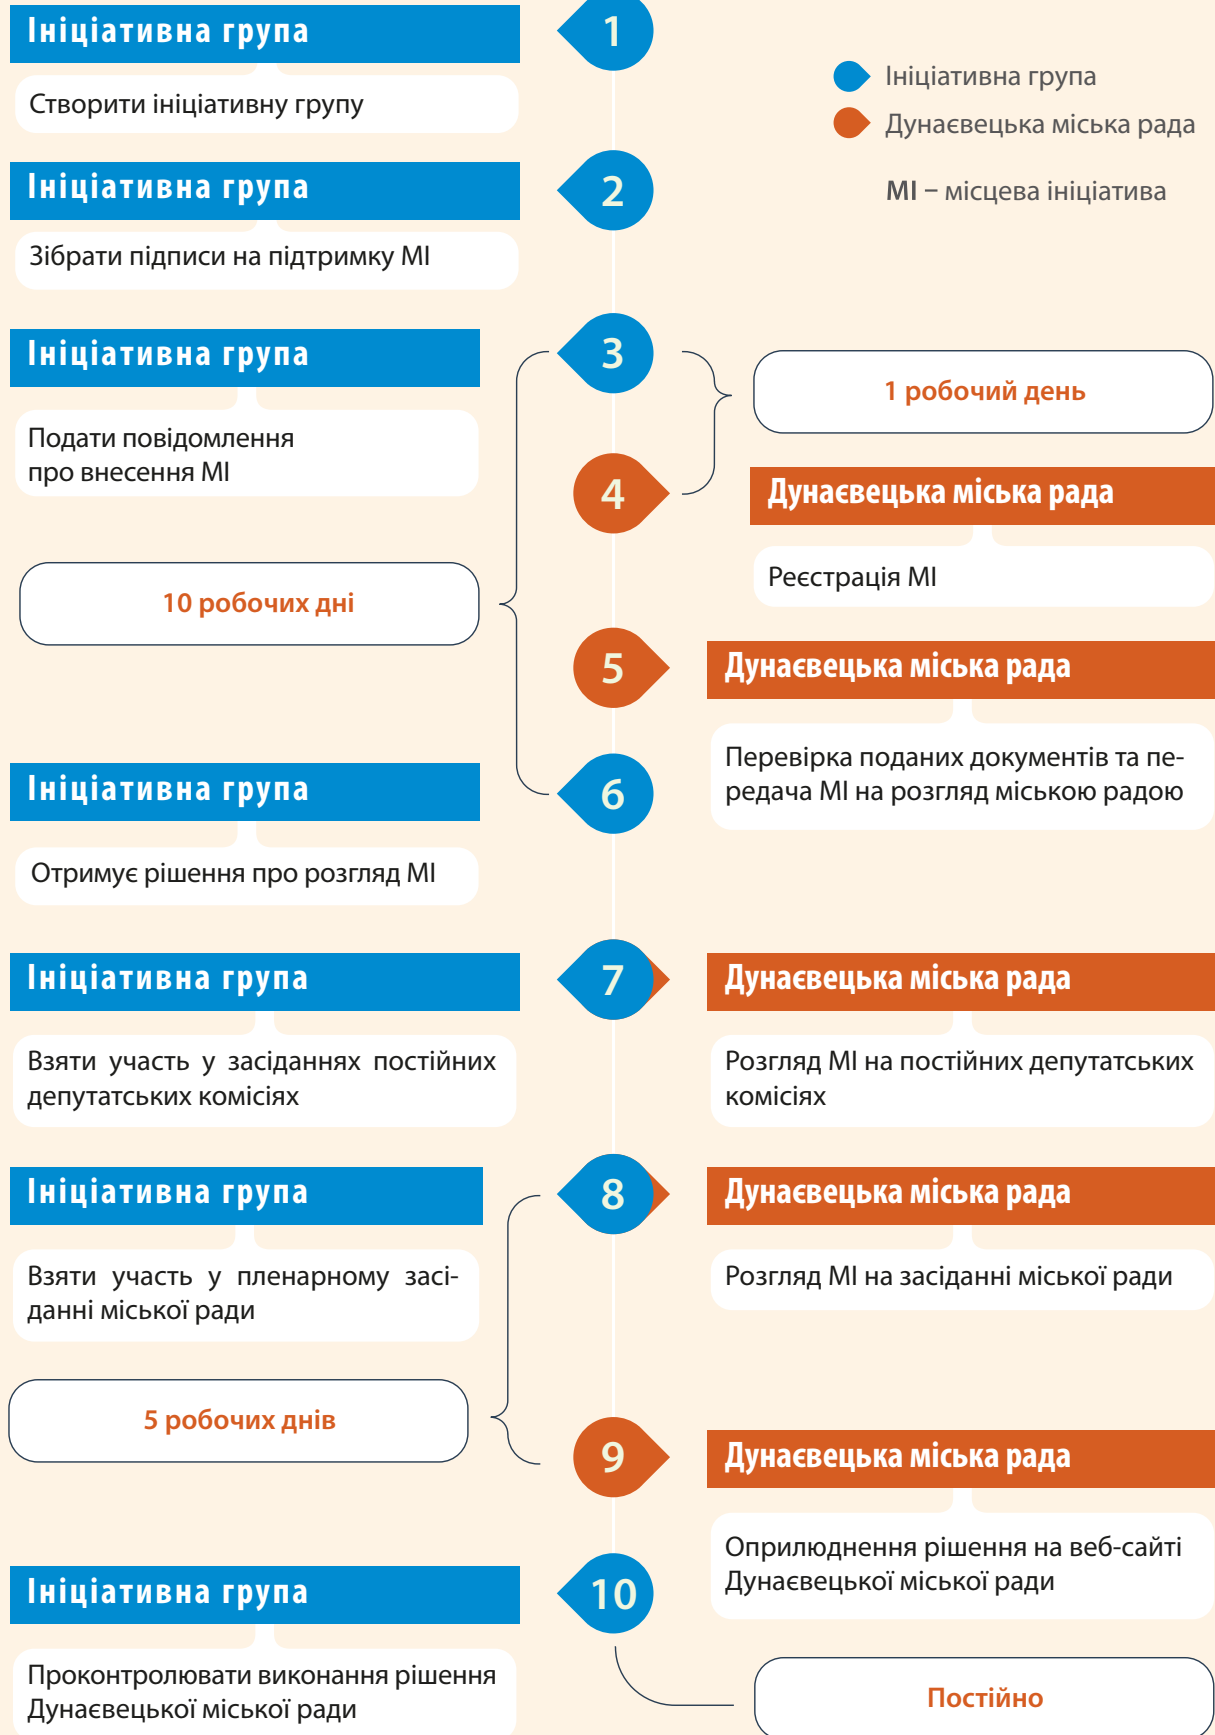 Ініціативна група
1
Створити ініціативну групу
Ініціативна група
Дунаєвецька міська рада
МІ – місцева ініціатива
Ініціативна група
2
Зібрати підписи на підтримку МІ
Ініціативна група
3
Подати повідомлення
про внесення МІ
1 робочий день
4
Дунаєвецька міська рада
Реєстрація МІ
10 робочих дні
5
Дунаєвецька міська рада
Перевірка поданих документів та пе-
редача МІ на розгляд міською радою
Ініціативна група
6
Отримує рішення про розгляд МІ
Ініціативна група
7
Дунаєвецька міська рада
Взяти участь у засіданнях постійних
депутатських комісіях
Розгляд МІ на постійних депутатських
комісіях
Ініціативна група
8
Дунаєвецька міська рада
Взяти участь у пленарному засі-
данні міської ради
Розгляд МІ на засіданні міської ради
5 робочих днів
9
Дунаєвецька міська рада
Оприлюднення рішення на веб-сайті
Дунаєвецької міської ради
Ініціативна група
10
Проконтролювати виконання рішення
Дунаєвецької міської ради
Постійно